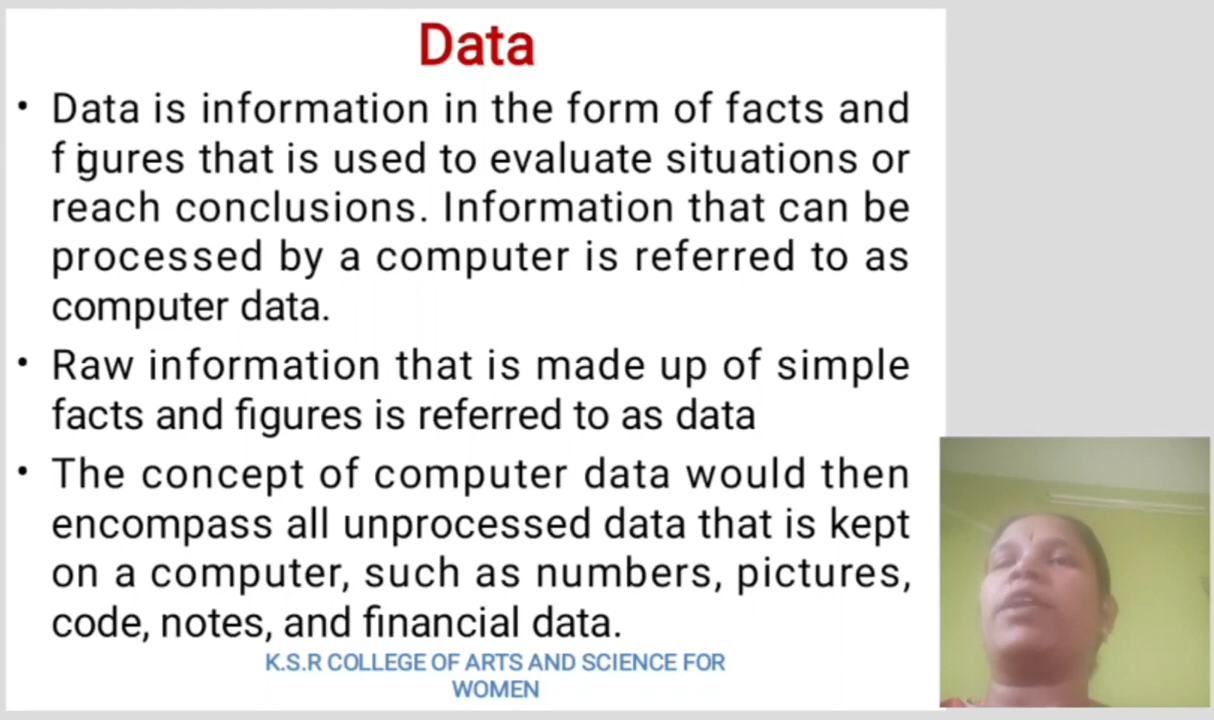 Data
• Data is information in the form of facts and
figures that is used to evaluate situations or
reach conclusions. Information that can be
processed by a computer is referred to as
computer data.
• Raw information that is made up of simple
facts and figures is referred to as data
• The concept of computer data would then
encompass all unprocessed data that is kept
on a computer, such as numbers, pictures,
code, notes, and financial data.
K.S.R COLLEGE OF ARTS AND SCIENCE FOR
WOMEN